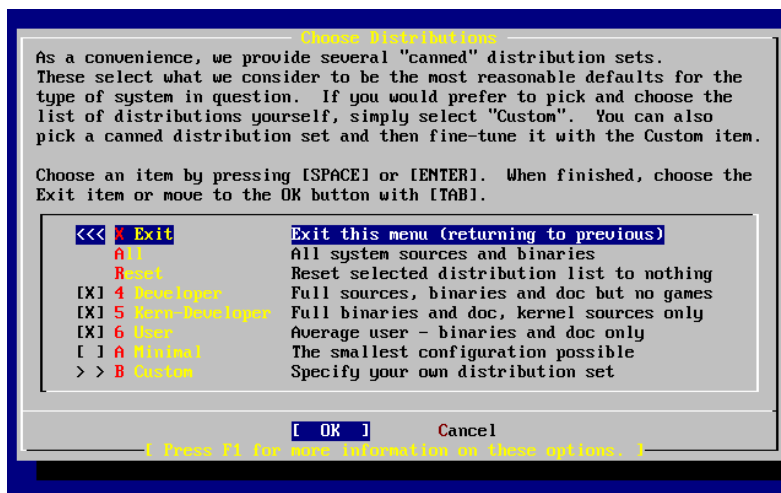 Choose Distributions
As a convenience, we provide several "canned" distribution sets.
These select what we consider to be the most reasonable defaults for the
type of system in question.  If you would prefer to pick and choose the
list of distributions yourself, simply select "Custom".  You can also
pick a canned distribution set and then fine-tune it with the Custom item.
Choose an item by pressing [SPACE] or [ENTER].  When finished, choose the
Exit item or move to the OK button with [TAB].
<<< X Exit Exit this menu (returning to previous)
All All system sources and binaries
Reset Reset selected distribution list to nothing
[X] 4 Developer Full sources, binaries and doc but no games
[X] 5 Kern-Developer Full binaries and doc, kernel sources only
[X] 6 User Average user - binaries and doc only
[ ] A Minimal The smallest configuration possible
> > B Custom Specify your own distribution set
[ OK ] Cancel
[ Press F1 for more information on these options. ]